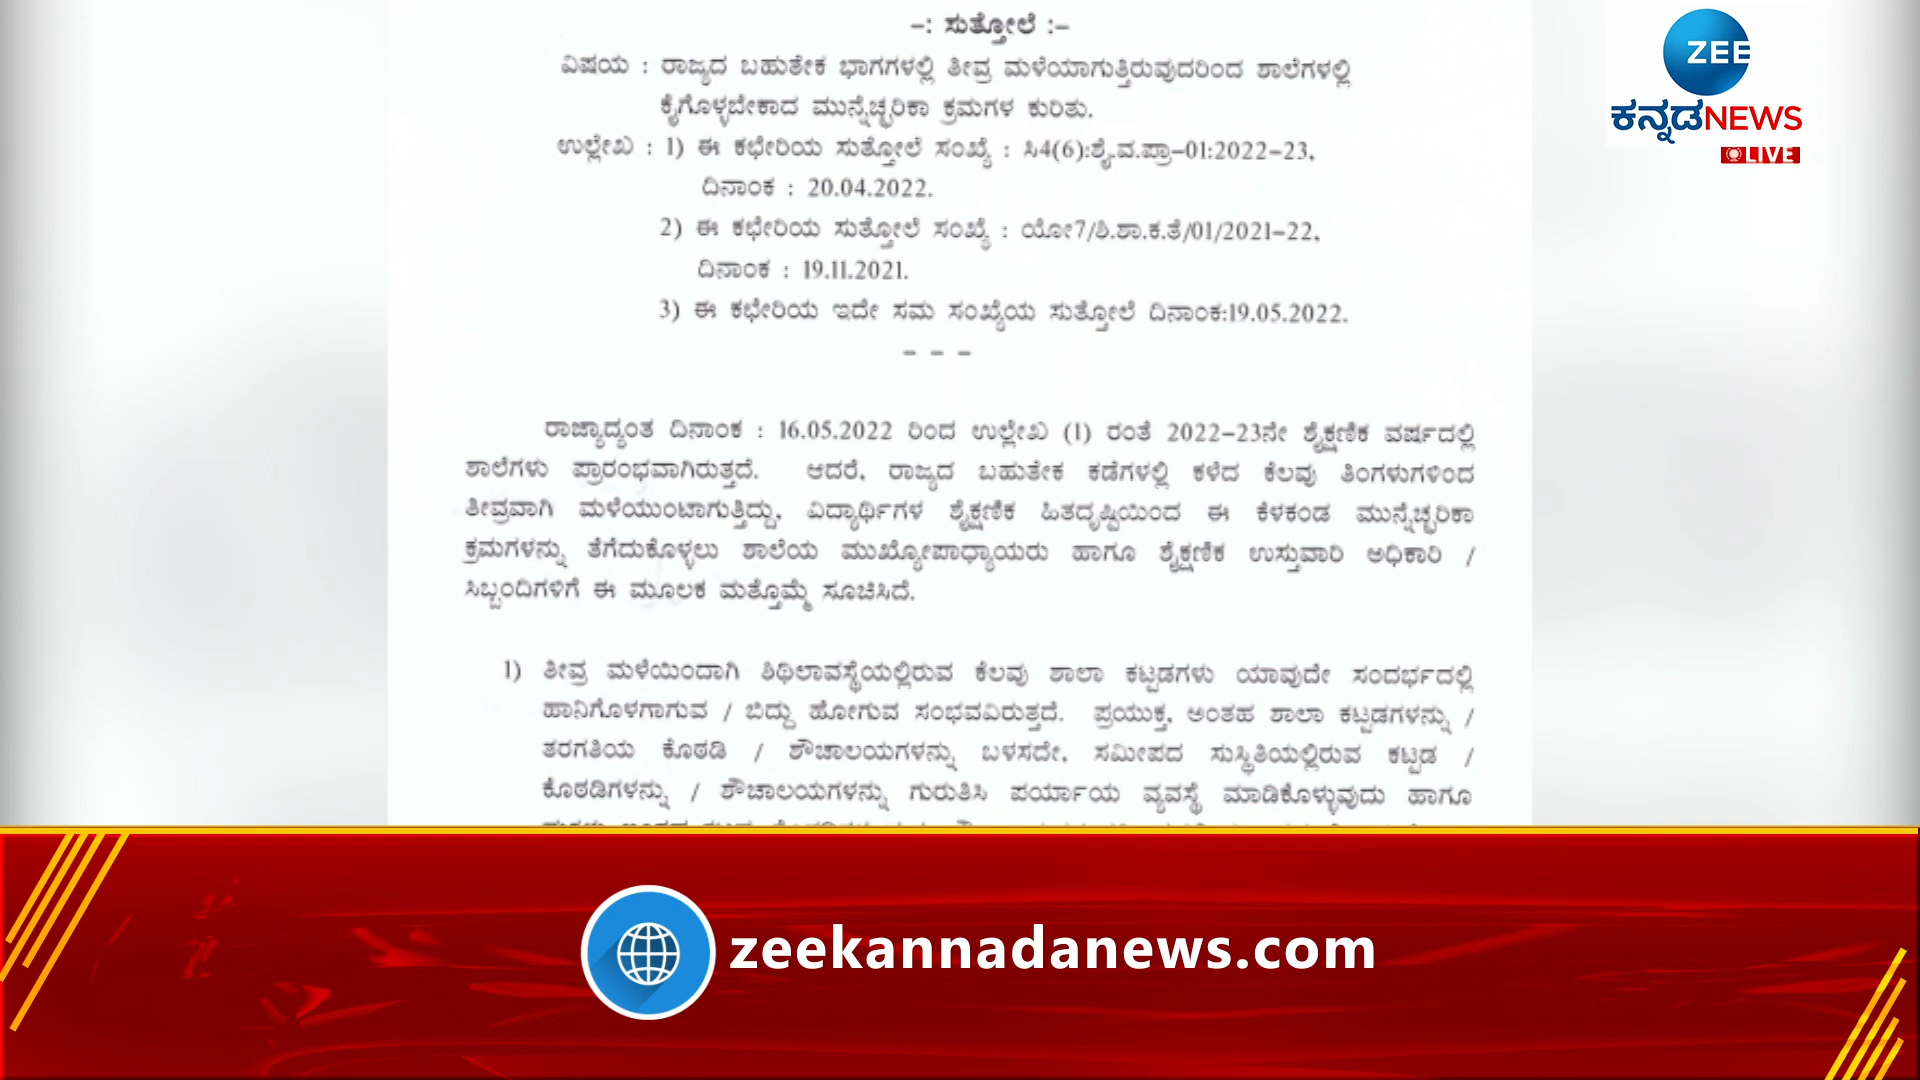 -: ಸುತ್ತೋಲೆ :-
ವಿಷಯ : ರಾಜ್ಯದ ಬಹುತೇಕ ಭಾಗಗಳಲ್ಲಿ ತೀವ್ರ ಮಳೆಯಾಗುತ್ತಿರುವುದರಿಂದ ಶಾಲೆಗಳಲ್ಲಿ
ಕೈಗೊಳ್ಳಬೇಕಾದ ಮುನ್ನೆಚ್ಚರಿಕಾ ಕ್ರಮಗಳ ಕುರಿತು.
ಉಲ್ಲೇಖ : 1) ಈ ಕಛೇರಿಯ ಸುತ್ತೋಲೆ ಸಂಖ್ಯೆ : ಸಿ4(6):ಶೈ.ವ.ಪ್ರಾ-01:2022-23,
ದಿನಾಂಕ : 20.04.2022.
2) ಈ ಕಛೇರಿಯ ಸುತ್ತೋಲೆ ಸಂಖ್ಯೆ : ಯೋ7/ಶಿ.ಶಾ.ಕ.ತೆ/01/2021-22,
ದಿನಾಂಕ : 19.11.2021.
3) ಈ ಕಛೇರಿಯ ಇದೇ ಸಮ ಸಂಖ್ಯೆಯ ಸುತ್ತೋಲೆ ದಿನಾಂಕ:19.05.2022.
- - -
ರಾಜ್ಯಾದ್ಯಂತ ದಿನಾಂಕ : 16.05.2022 ರಿಂದ ಉಲ್ಲೇಖ (1) ರಂತೆ 2022-23ನೇ ಶೈಕ್ಷಣಿಕ ವರ್ಷದಲ್ಲಿ
ಶಾಲೆಗಳು ಪ್ರಾರಂಭವಾಗಿರುತ್ತದೆ. ಆದರೆ, ರಾಜ್ಯದ ಬಹುತೇಕ ಕಡೆಗಳಲ್ಲಿ ಕಳೆದ ಕೆಲವು ತಿಂಗಳುಗಳಿಂದ
ತೀವ್ರವಾಗಿ ಮಳೆಯುಂಟಾಗುತ್ತಿದ್ದು, ವಿದ್ಯಾರ್ಥಿಗಳ ಶೈಕ್ಷಣಿಕ ಹಿತದೃಷ್ಟಿಯಿಂದ ಈ ಕೆಳಕಂಡ ಮುನ್ನೆಚ್ಚರಿಕಾ
ಕ್ರಮಗಳನ್ನು ತೆಗೆದುಕೊಳ್ಳಲು ಶಾಲೆಯ ಮುಖ್ಯೋಪಾಧ್ಯಾಯರು ಹಾಗೂ ಶೈಕ್ಷಣಿಕ ಉಸ್ತುವಾರಿ ಅಧಿಕಾರಿ /
ಸಿಬ್ಬಂದಿಗಳಿಗೆ ಈ ಮೂಲಕ ಮತ್ತೊಮ್ಮೆ ಸೂಚಿಸಿದೆ.
1) ತೀವ್ರ ಮಳೆಯಿಂದಾಗಿ ಶಿಥಿಲಾವಸ್ಥೆಯಲ್ಲಿರುವ ಕೆಲವು ಶಾಲಾ ಕಟ್ಟಡಗಳು ಯಾವುದೇ ಸಂದರ್ಭದಲ್ಲಿ
ಹಾನಿಗೊಳಗಾಗುವ / ಬಿದ್ದು ಹೋಗುವ ಸಂಭವವಿರುತ್ತದೆ. ಪ್ರಯುಕ್ತ, ಅಂತಹ ಶಾಲಾ ಕಟ್ಟಡಗಳನ್ನು /
ತರಗತಿಯ ಕೊಠಡಿ / ಶೌಚಾಲಯಗಳನ್ನು ಬಳಸದೇ, ಸಮೀಪದ ಸುಸ್ಥಿತಿಯಲ್ಲಿರುವ ಕಟ್ಟಡ /
ಕೊಠಡಿಗಳನ್ನು / ಶೌಚಾಲಯಗಳನ್ನು ಗುರುತಿಸಿ ಪರ್ಯಾಯ ವ್ಯವಸ್ಥೆ ಮಾಡಿಕೊಳ್ಳುವುದು ಹಾಗೂ
ZEE
ಕನ್ನಡNEWS
LIVE
zeekannadanews.com